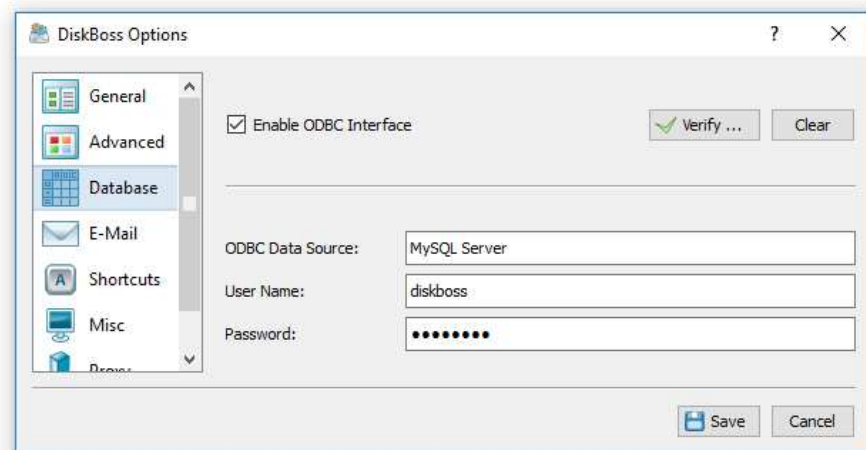 DiskBoss Options
?
General
Advanced
Database
E-Mail
Shortcuts
Misc
Proxy
Enable ODBC Interface
Verify ...
Clear
ODBC Data Source:
MySQL Server
User Name:
diskboss
Password:
••••••••
Save
Cancel